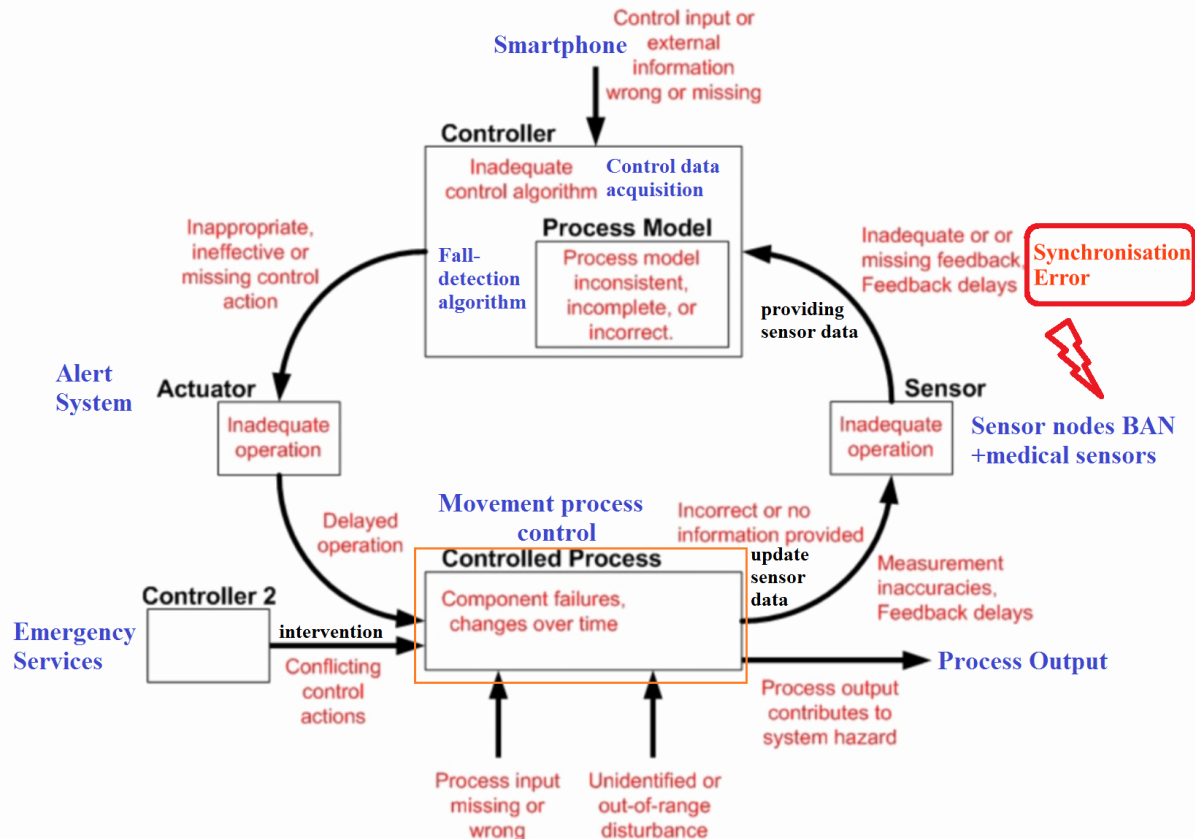 Smartphone
Control input or
external
information
wrong or missing
Controller
Inadequate
control algorithm
Control data
acquisition
Process Model
Process model
inconsistent,
incomplete, or
incorrect.
Fall-
detection
algorithm
Inappropriate,
ineffective or
missing control
action
Inadequate or or
missing feedback,
Feedback delays
Synchronisation
Error
providing
sensor data
Alert
System
Actuator
Inadequate
operation
Sensor
Inadequate
operation
Sensor nodes BAN
+medical sensors
Delayed
operation
Movement process
control
Controlled Process
Component failures,
changes over time
Incorrect or no
information provided
update
sensor
data
Measurement
inaccuracies,
Feedback delays
Controller 2
Emergency
Services
intervention
Conflicting
control
actions
Process Output
Process output
contributes to
system hazard
Process input
missing or
wrong
Unidentified or
out-of-range
disturbance